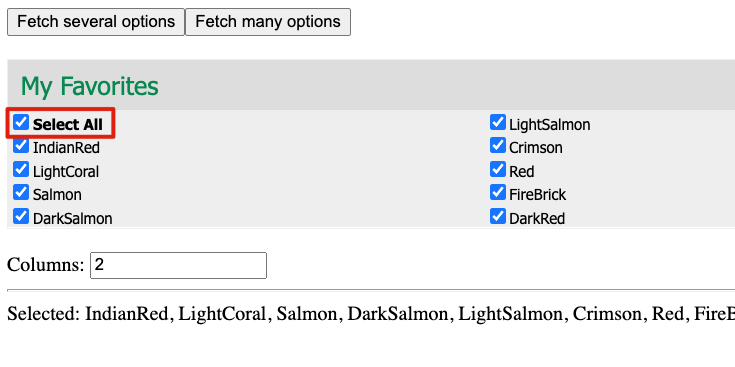 Fetch several options Fetch many options
My Favorites
Select All
IndianRed
LightCoral
Salmon
DarkSalmon
LightSalmon
Crimson
Red
FireBrick
DarkRed
Columns: 2
Selected: IndianRed, LightCoral, Salmon, DarkSalmon, LightSalmon, Crimson, Red, FireB